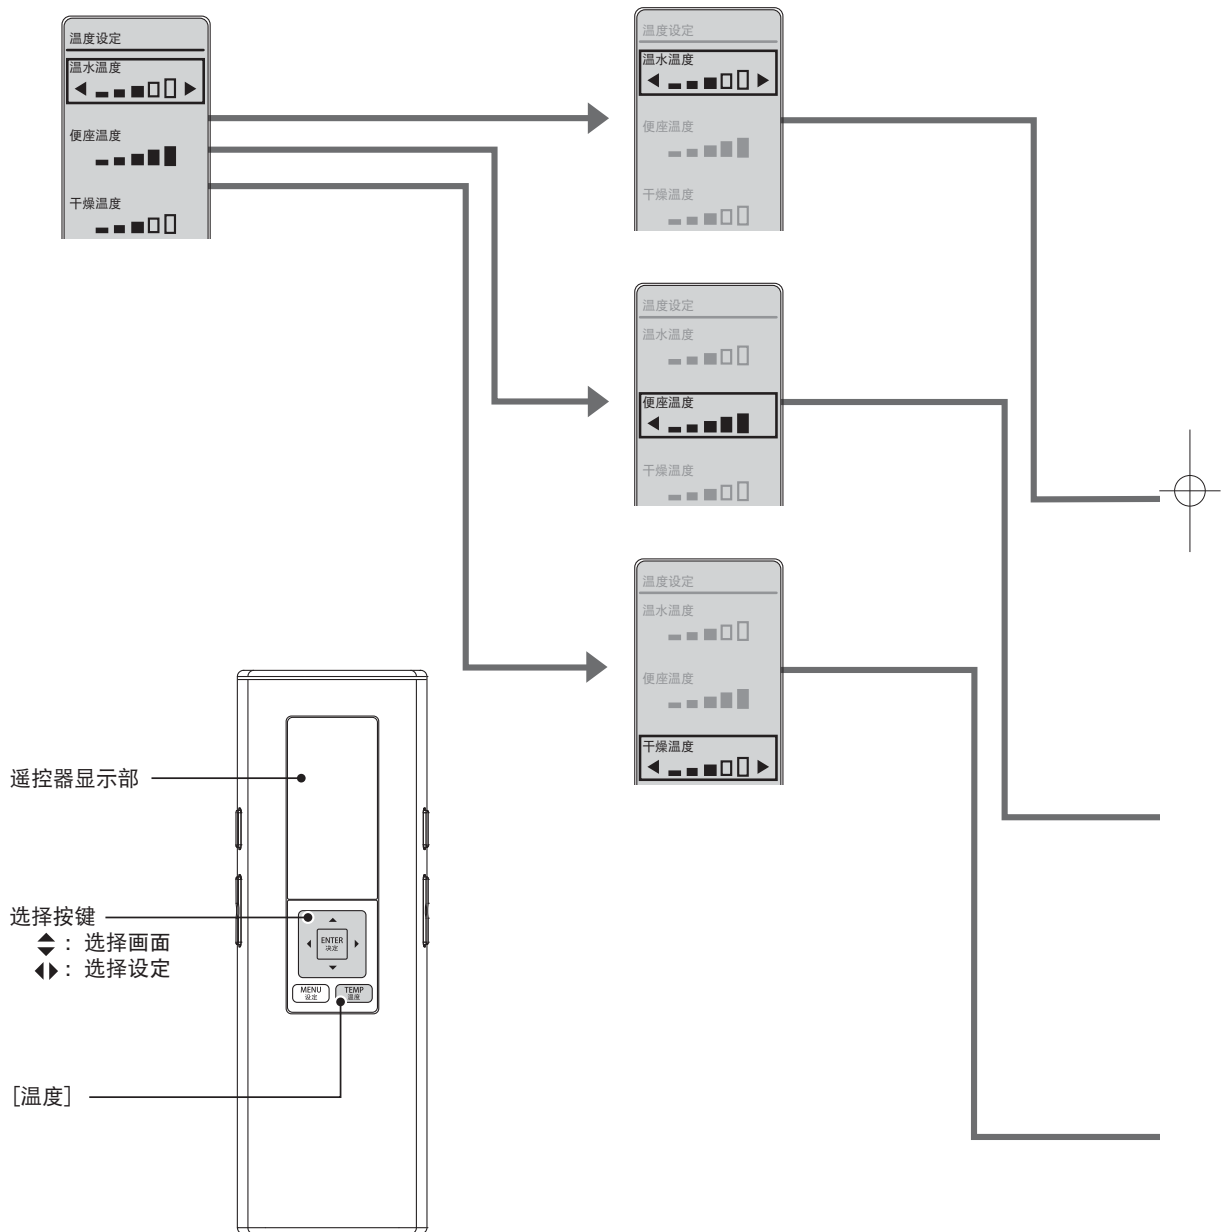 温度设定
温水温度
便座温度
干燥温度
温度设定
温水温度
便座温度
干燥温度
温度设定
温水温度
便座温度
干燥温度
温度设定
温水温度
便座温度
干燥温度
遥控器显示部
选择按键
：选择画面
：选择设定
ENTER
决定
MENU
设定
TEMP
温度
[温度]